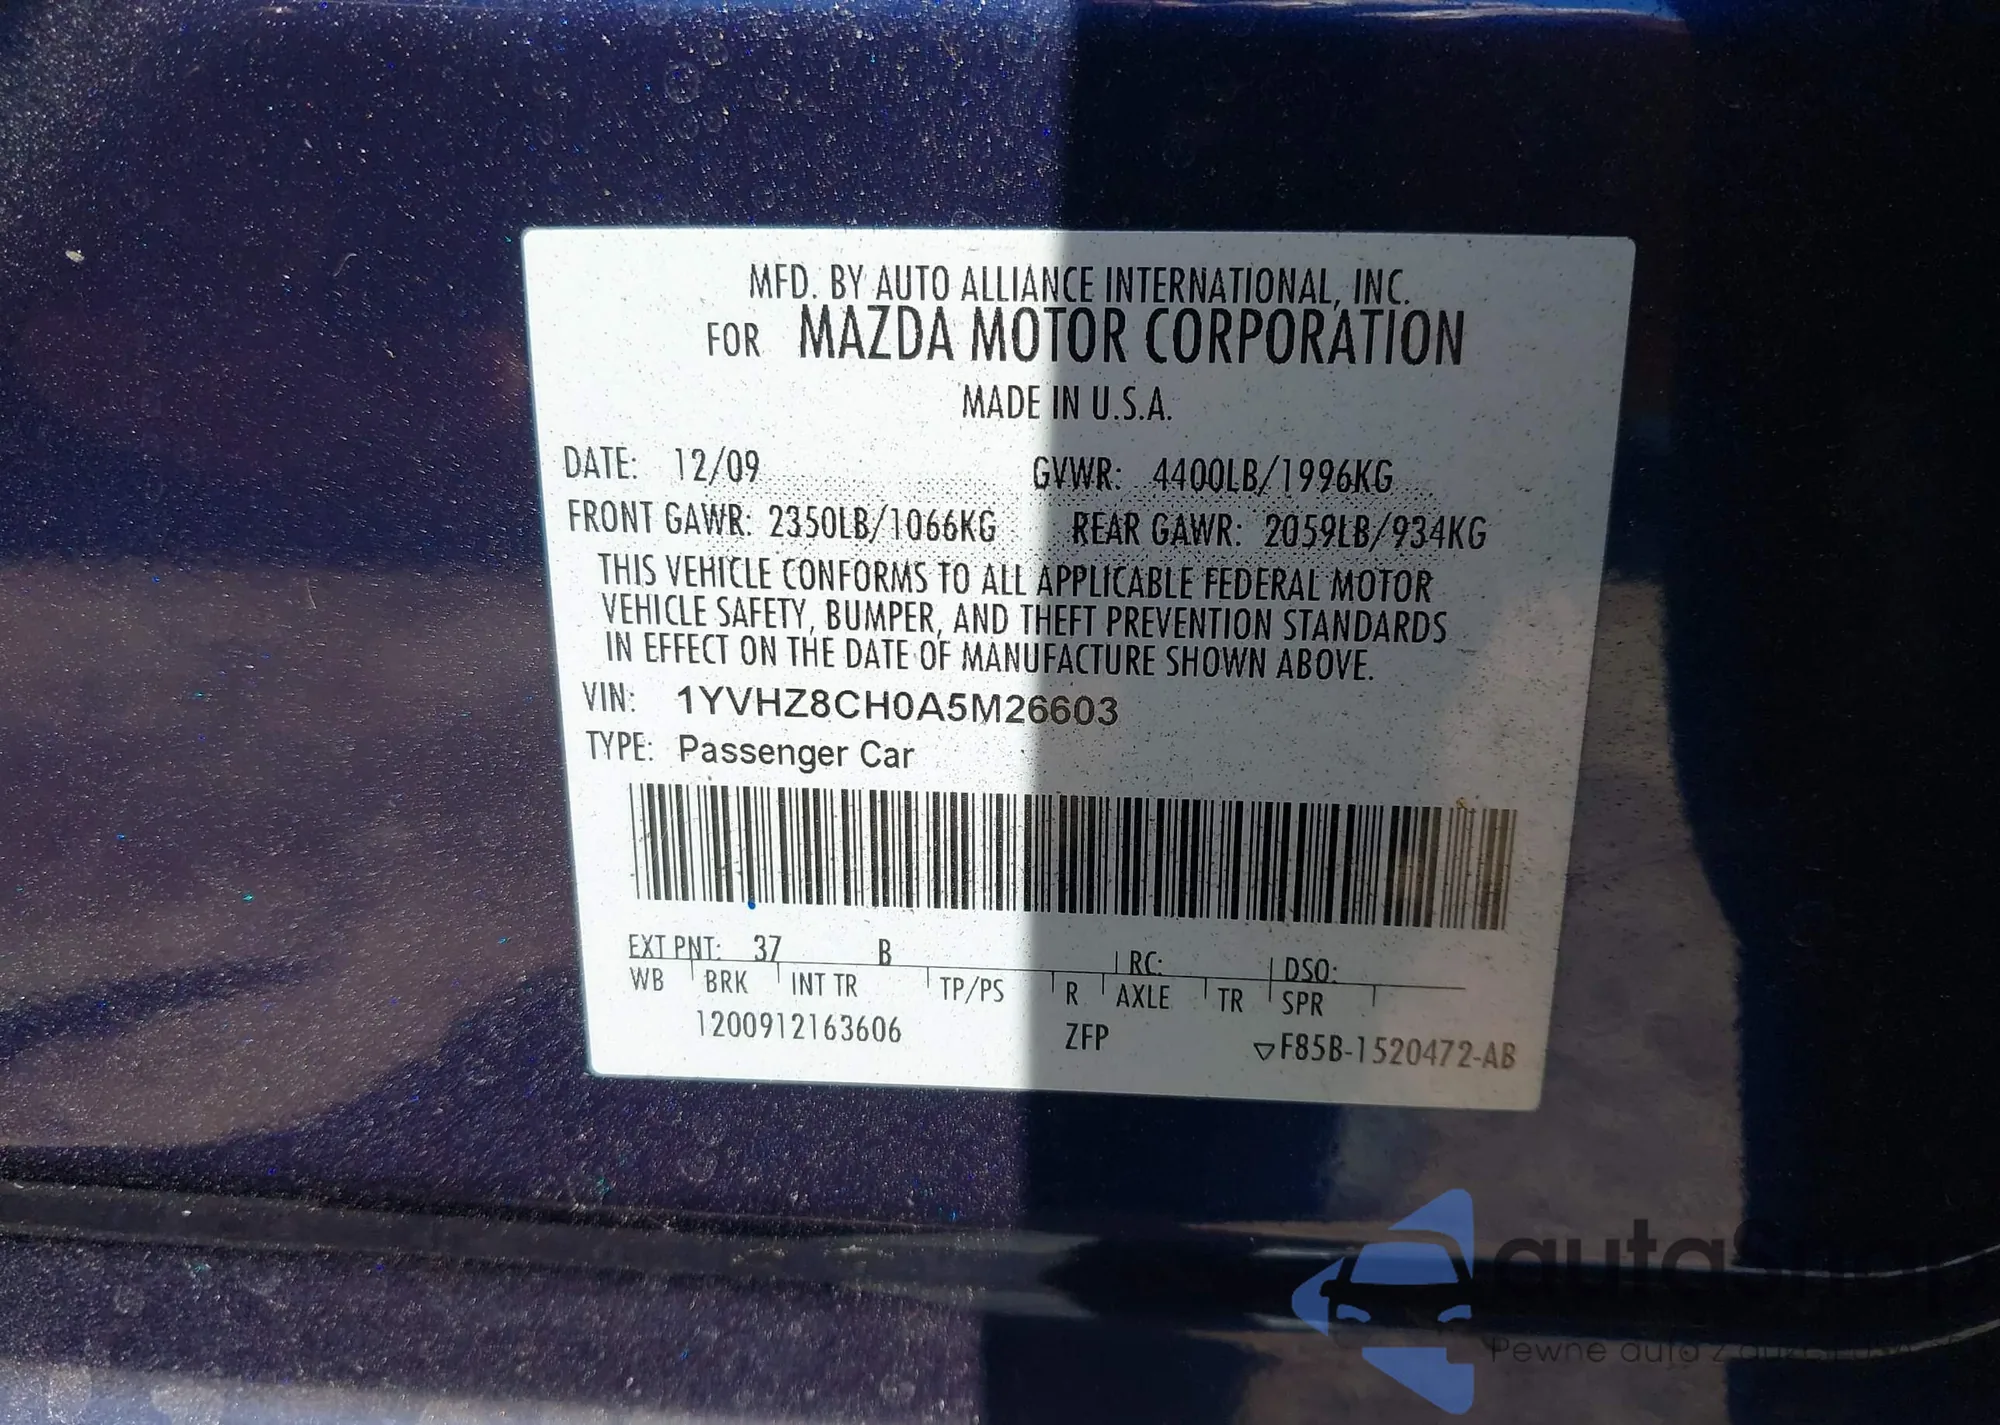 MFD. BY AUTO ALLIANCE INTERNATIONAL, INC.
FOR MAZDA MOTOR CORPORATION
MADE IN U.S.A.
DATE: 12/09 GVWR: 4400LB/1996KG
FRONT GAWR: 2350LB/1066KG REAR GAWR: 2059LB/934KG
THIS VEHICLE CONFORMS TO ALL APPLICABLE FEDERAL MOTOR
VEHICLE SAFETY, BUMPER, AND THEFT PREVENTION STANDARDS
IN EFFECT ON THE DATE OF MANUFACTURE SHOWN ABOVE.
VIN: 1YVHZ8CH0A5M26603
TYPE: Passenger Car
EXT PNT: 37 B RC: DSO:
WB BRK INT TR TP/PS R AXLE TR SPR
1200912163606 ZFP ▽F85B-1520472-AB
autaShop
Pewne auta z